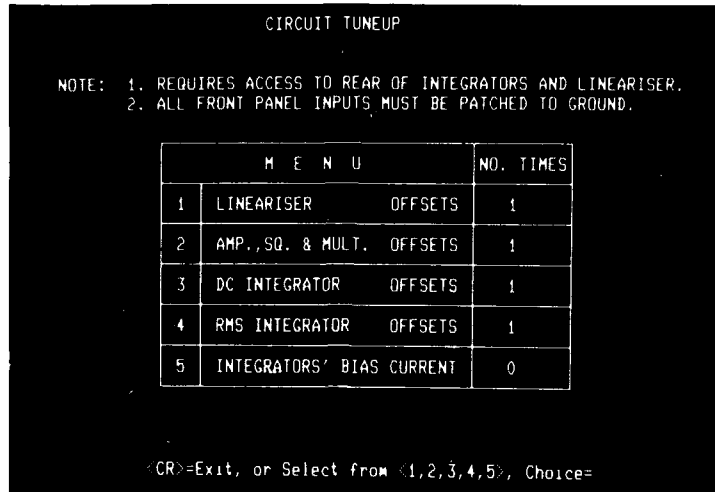 CIRCUIT TUNEUP
NOTE: 1. REQUIRES ACCESS TO REAR OF INTEGRATORS AND LINEARISER.
2. ALL FRONT PANEL INPUTS MUST BE PATCHED TO GROUND.
M E N U NO. TIMES
1 LINEARISER OFFSETS 1
2 AMP.,SQ. & MULT. OFFSETS 1
3 DC INTEGRATOR OFFSETS 1
4 RMS INTEGRATOR OFFSETS 1
5 INTEGRATORS' BIAS CURRENT 0
<CR>=Exit, or Select from <1,2,3,4,5>, Choice=